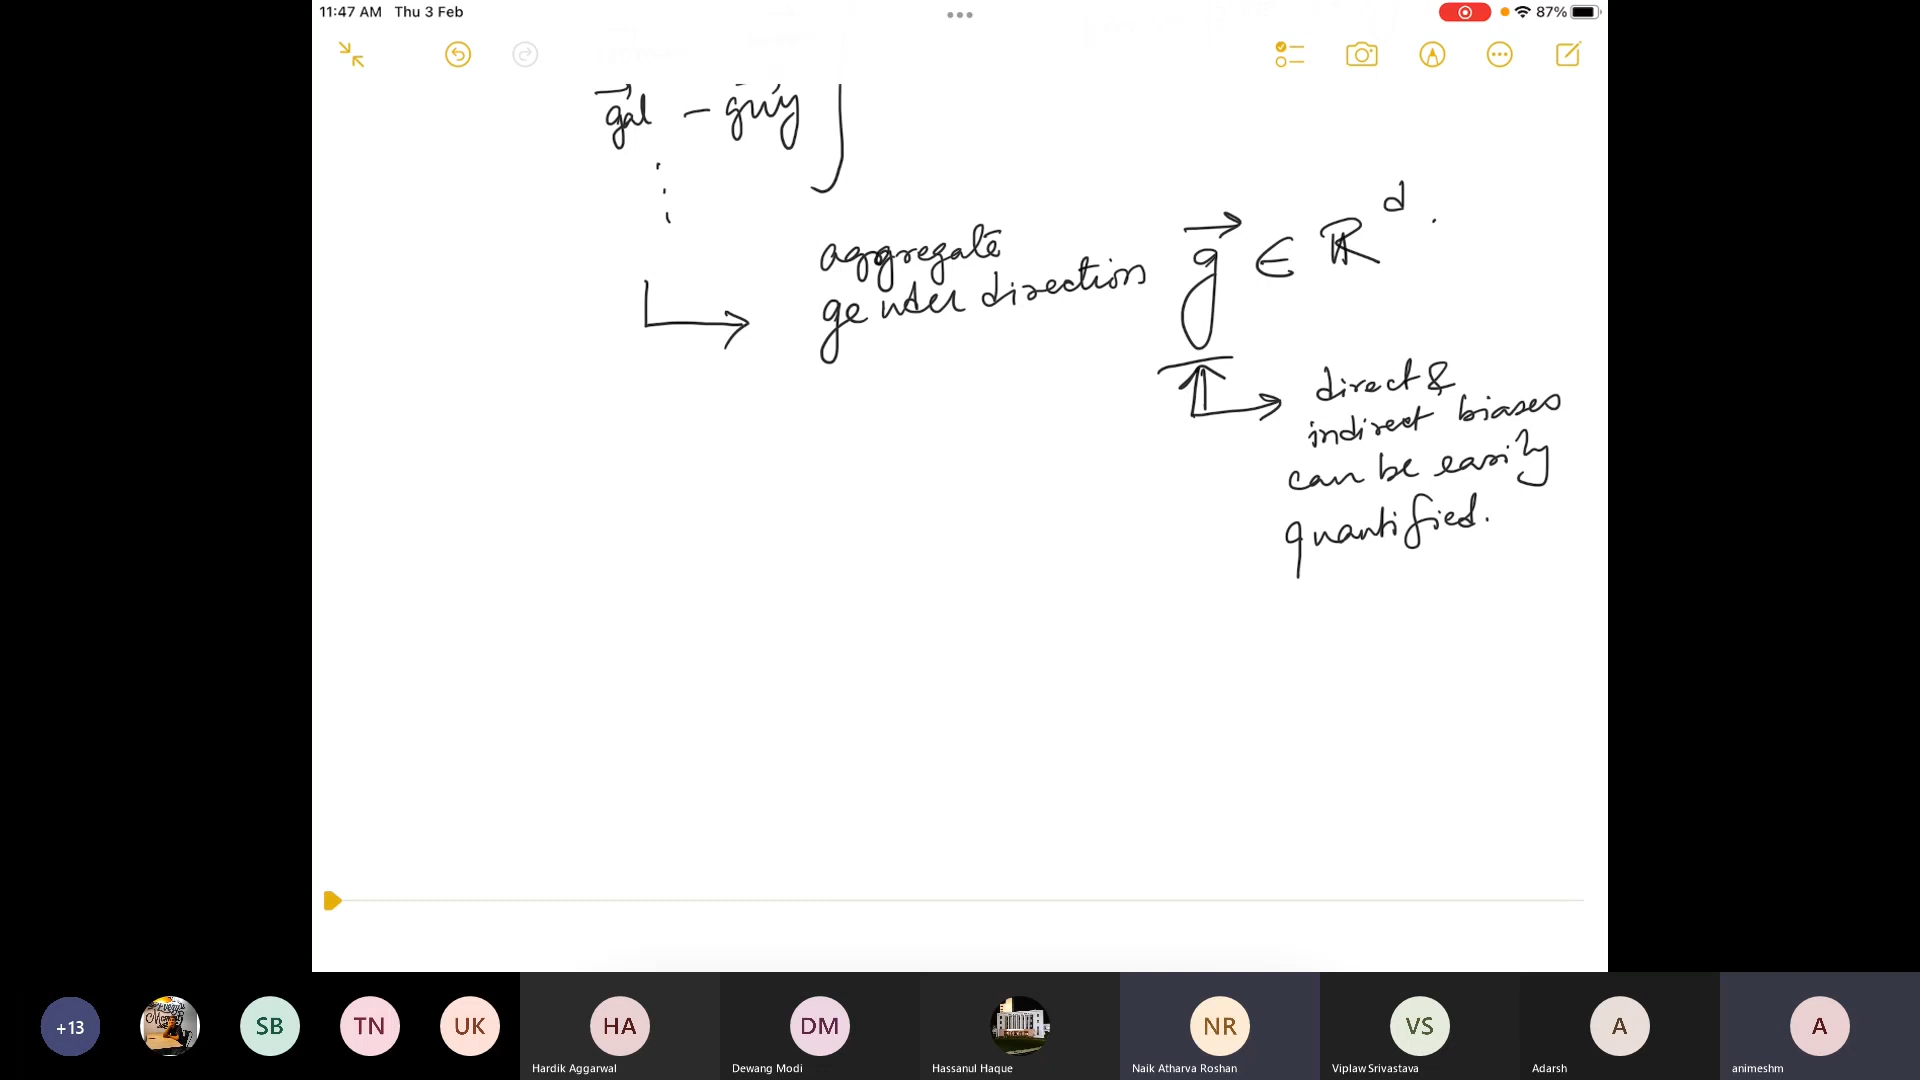 11:47 AM Thu 3 Feb
87%
gal - guy
aggregate
gender direction g ∈ ℝ^d.
direct &
indirect biases
can be easily
quantified.
+13
SB
TN
UK
HA
DM
NR
VS
A
A
Hardik Aggarwal
Dewang Modi
Hassanul Haque
Naik Atharva Roshan
Viplaw Srivastava
Adarsh
animeshm